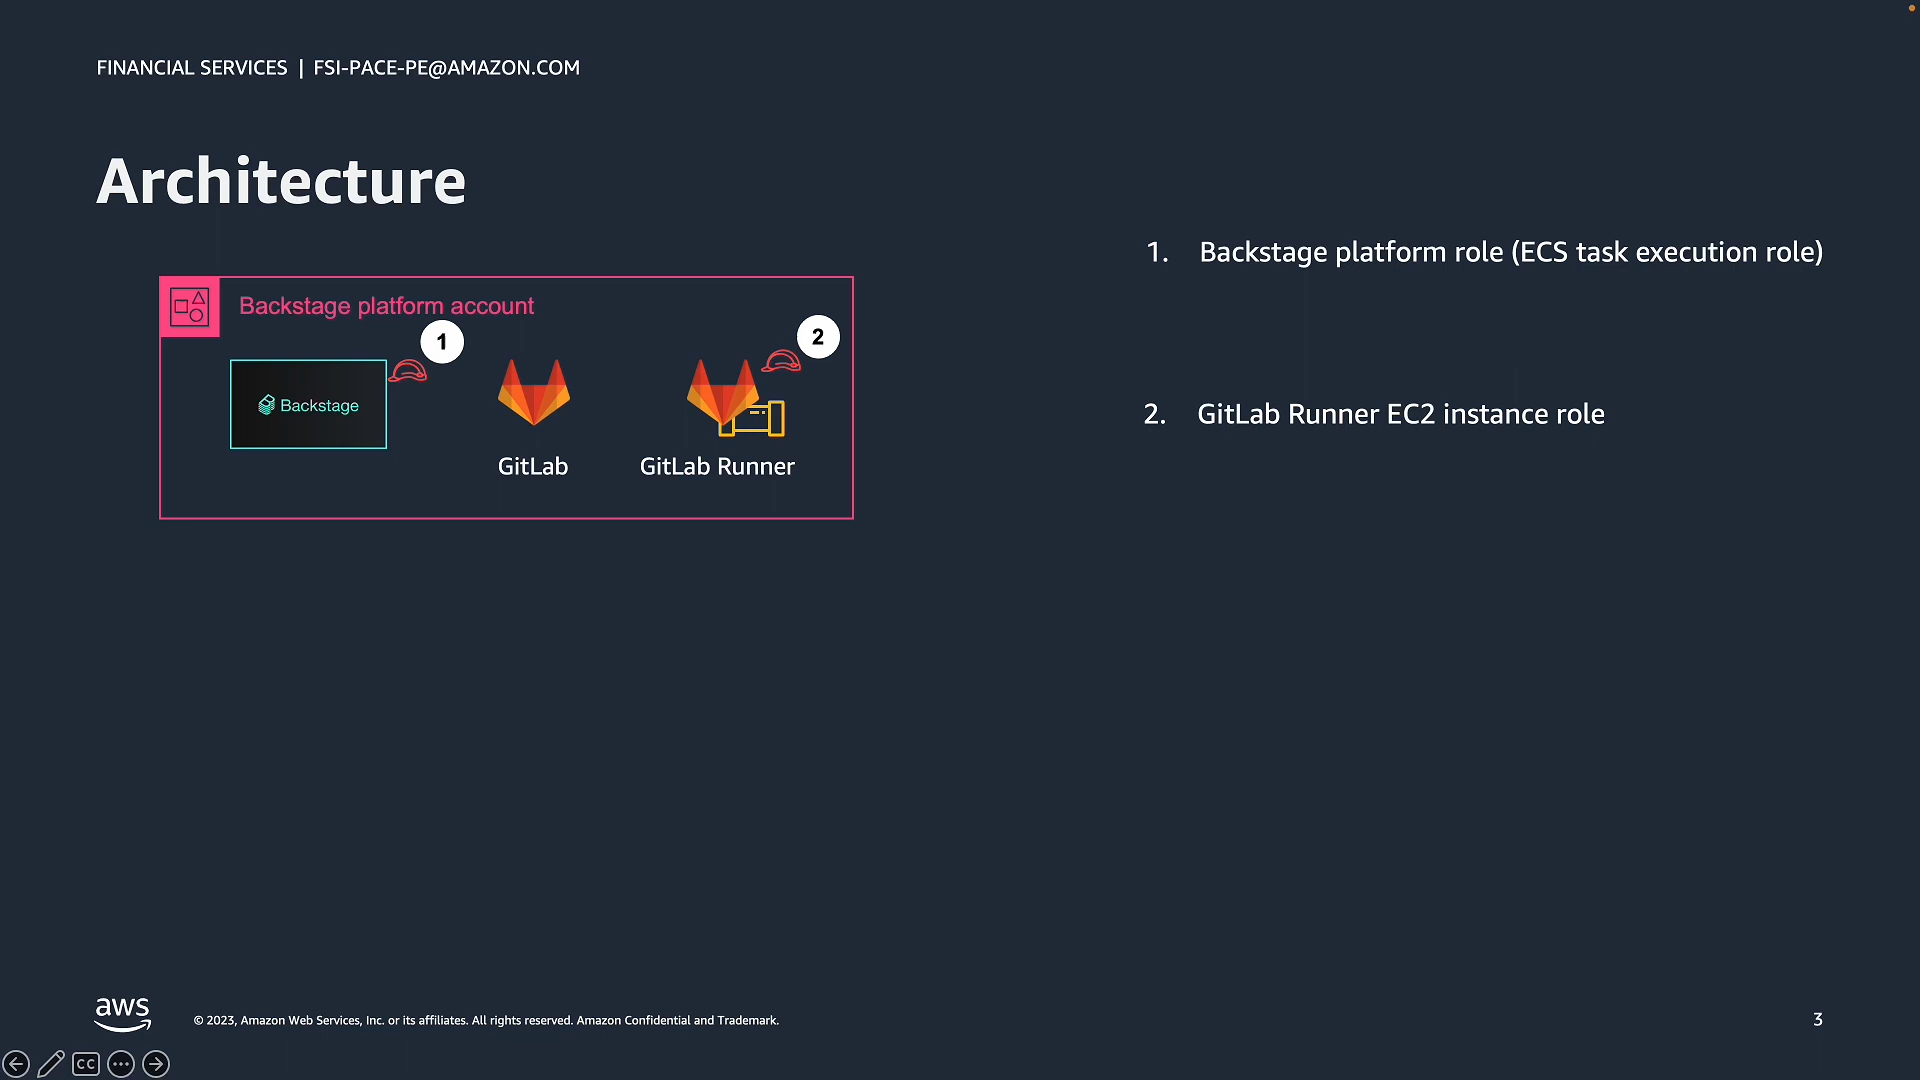 FINANCIAL SERVICES | FSI-PACE-PE@AMAZON.COM
Architecture
Backstage platform account
1
2
Backstage
GitLab
GitLab Runner
1. Backstage platform role (ECS task execution role)
2. GitLab Runner EC2 instance role
aws
© 2023, Amazon Web Services, Inc. or its affiliates. All rights reserved. Amazon Confidential and Trademark.
3
CC